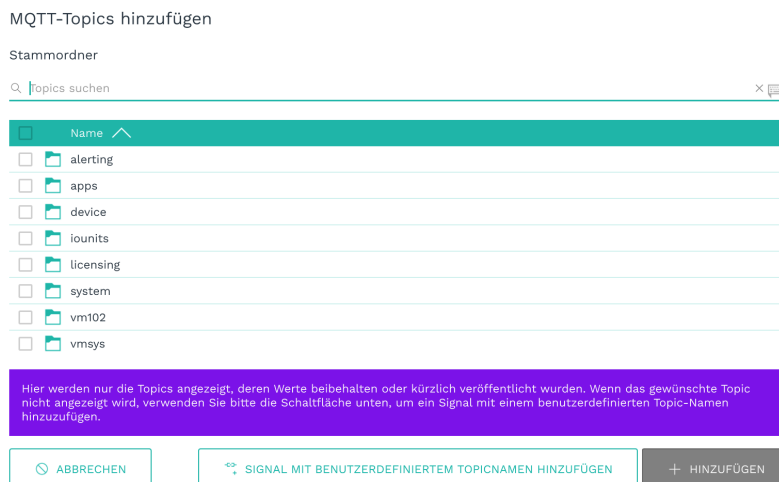 MQTT-Topics hinzufügen
Stammordner
Topics suchen
Name
alerting
apps
device
iounits
licensing
system
vm102
vmsys
Hier werden nur die Topics angezeigt, deren Werte beibehalten oder kürzlich veröffentlicht wurden. Wenn das gewünschte Topic
nicht angezeigt wird, verwenden Sie bitte die Schaltfläche unten, um ein Signal mit einem benutzerdefinierten Topic-Namen
hinzuzufügen.
ABBRECHEN
SIGNAL MIT BENUTZERDEFINIERTEM TOPICNAMEN HINZUFÜGEN
HINZUFÜGEN